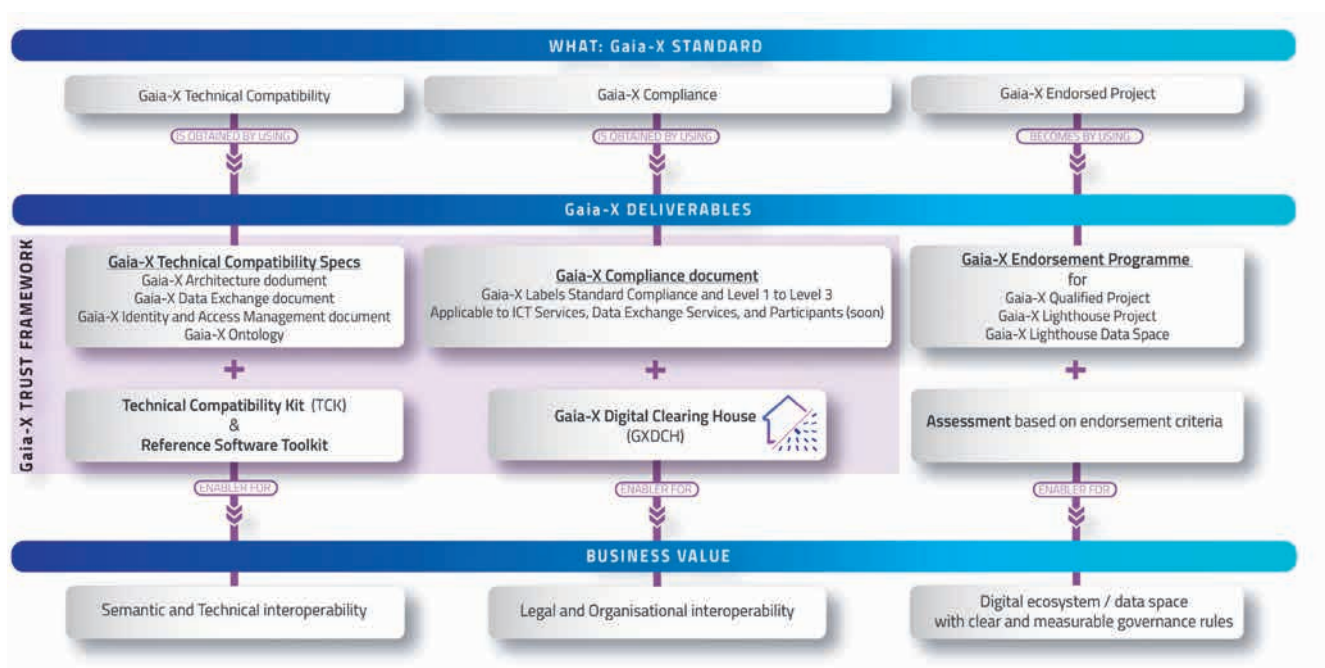 WHAT: Gaia-X STANDARD
Gaia-X Technical Compatibility
Gaia-X Compliance
Gaia-X Endorsed Project
IS OBTAINED BY USING
IS OBTAINED BY USING
BECOMES BY USING
Gaia-X DELIVERABLES
Gaia-X TRUST FRAMEWORK
Gaia-X Technical Compatibility Specs
Gaia-X Architecture dodument
Gaia-X Data Exchange document
Gaia-X Identity and Access Management document
Gaia-X Ontology
Gaia-X Compliance document
Gaia-X Labels Standard Compliance and Level 1 to Level 3
Applicable to ICT Services, Data Exchange Services, and Participants (soon)
Gaia-X Endorsement Programme
for
Gaia-X Qualified Project
Gaia-X Lighthouse Project
Gaia-X Lighthouse Data Space
+
+
+
Technical Compatibility Kit (TCK)
&
Reference Software Toolkit
Gaia-X Digital Clearing House
(GXDCH)
Assessment based on endorsement criteria
ENABLER FOR
ENABLER FOR
ENABLER FOR
BUSINESS VALUE
Semantic and Technical interoperability
Legal and Organisational interoperability
Digital ecosystem / data space
with clear and measurable governance rules